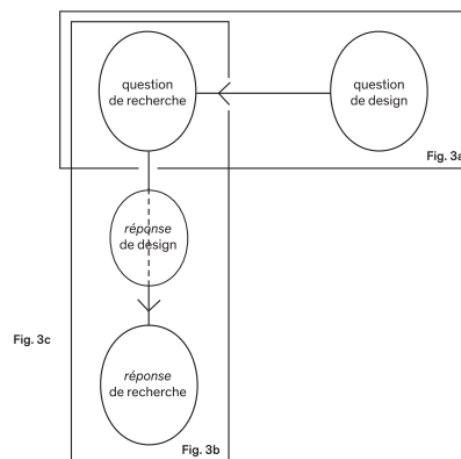 question
de recherche
question
de design
Fig. 3a
réponse
de design
Fig. 3c
réponse
de recherche
Fig. 3b